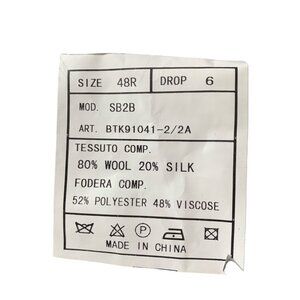 SIZE 48R DROP 6
MOD. SB2B
ART. BTK91041-2/2A
TESSUTO COMP.
80% WOOL 20% SILK
FODERA COMP.
52% POLYESTER 48% VISCOSE
P
MADE IN CHINA